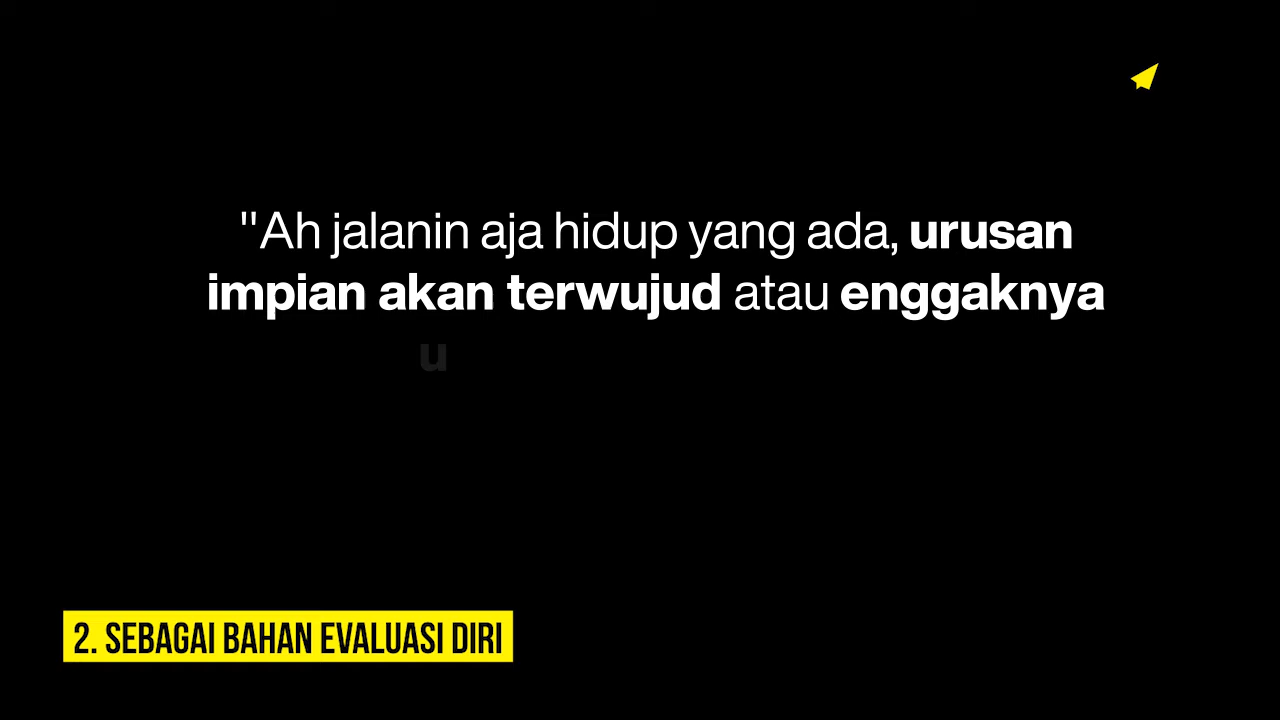 "Ah jalanin aja hidup yang ada, urusan
impian akan terwujud atau enggaknya
u
2. SEBAGAI BAHAN EVALUASI DIRI